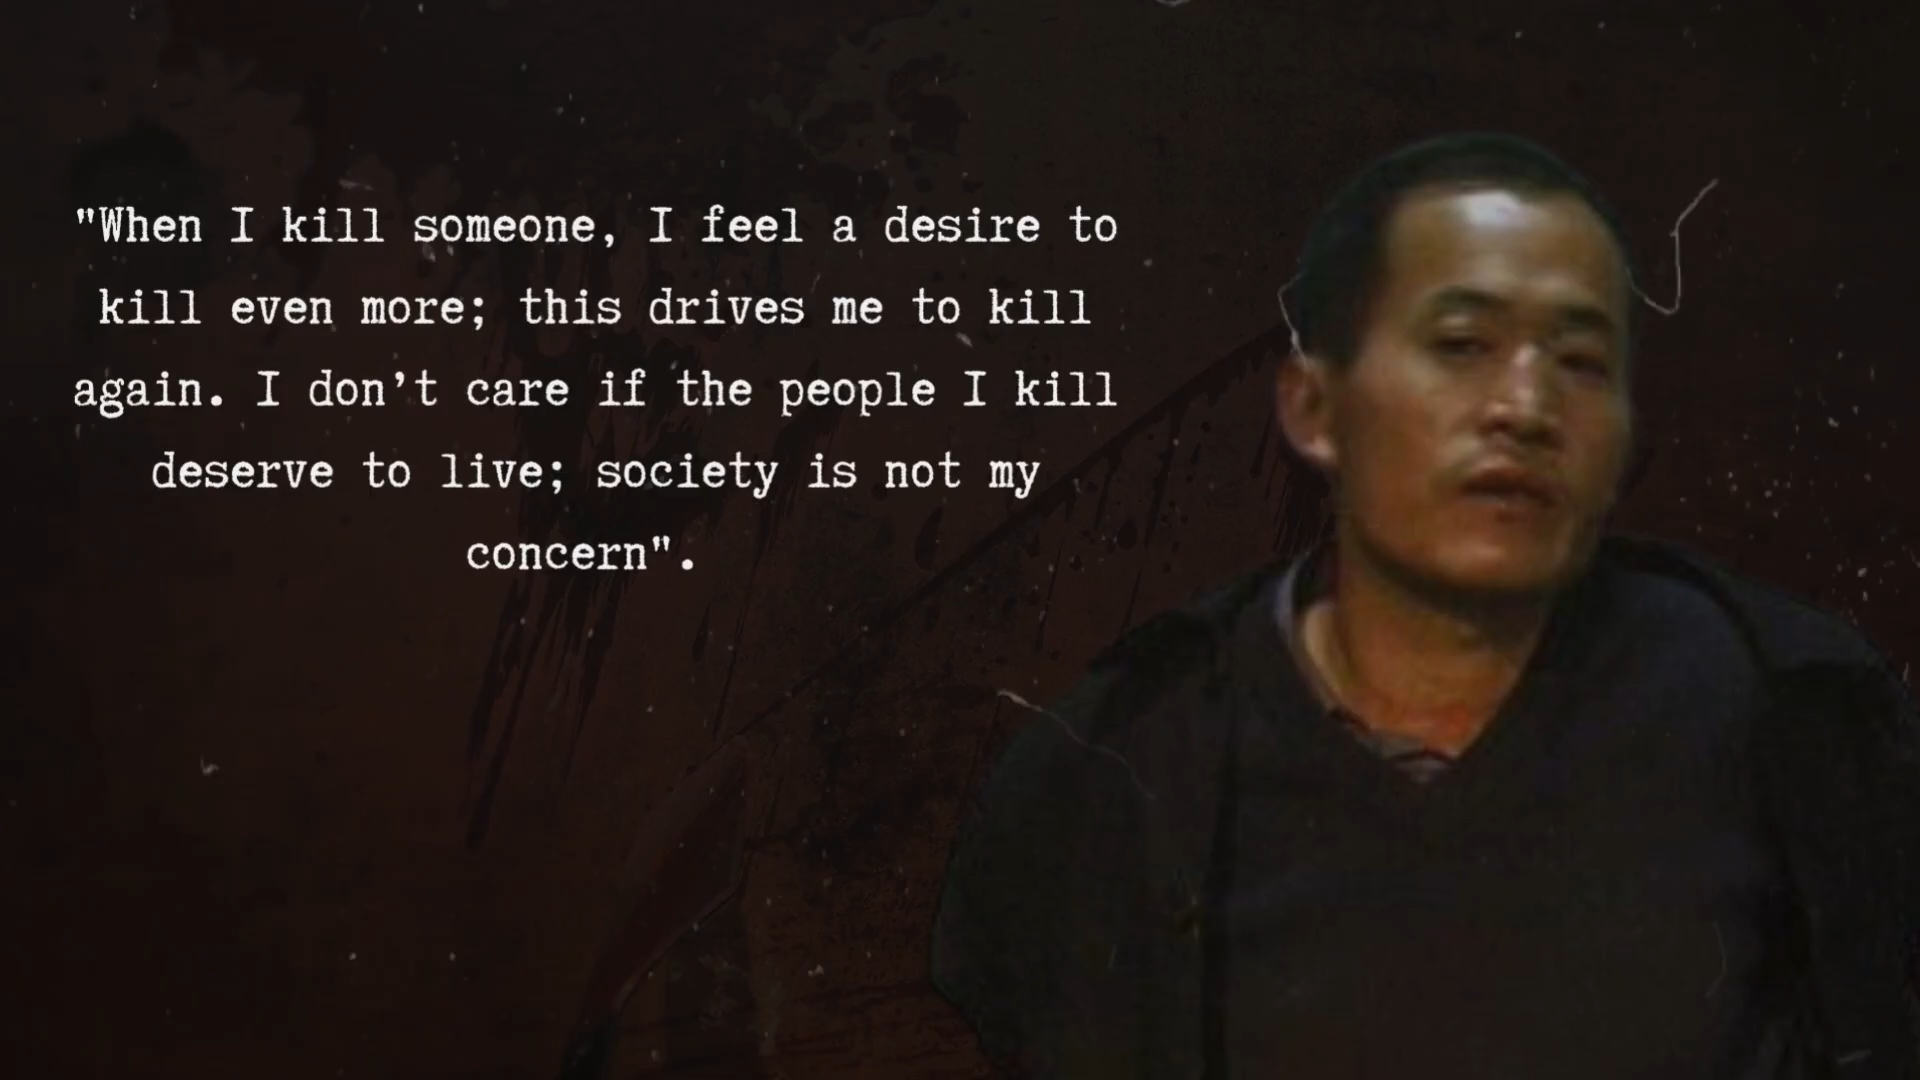 "When I kill someone, I feel a desire to
kill even more; this drives me to kill
again. I don’t care if the people I kill
deserve to live; society is not my
concern".